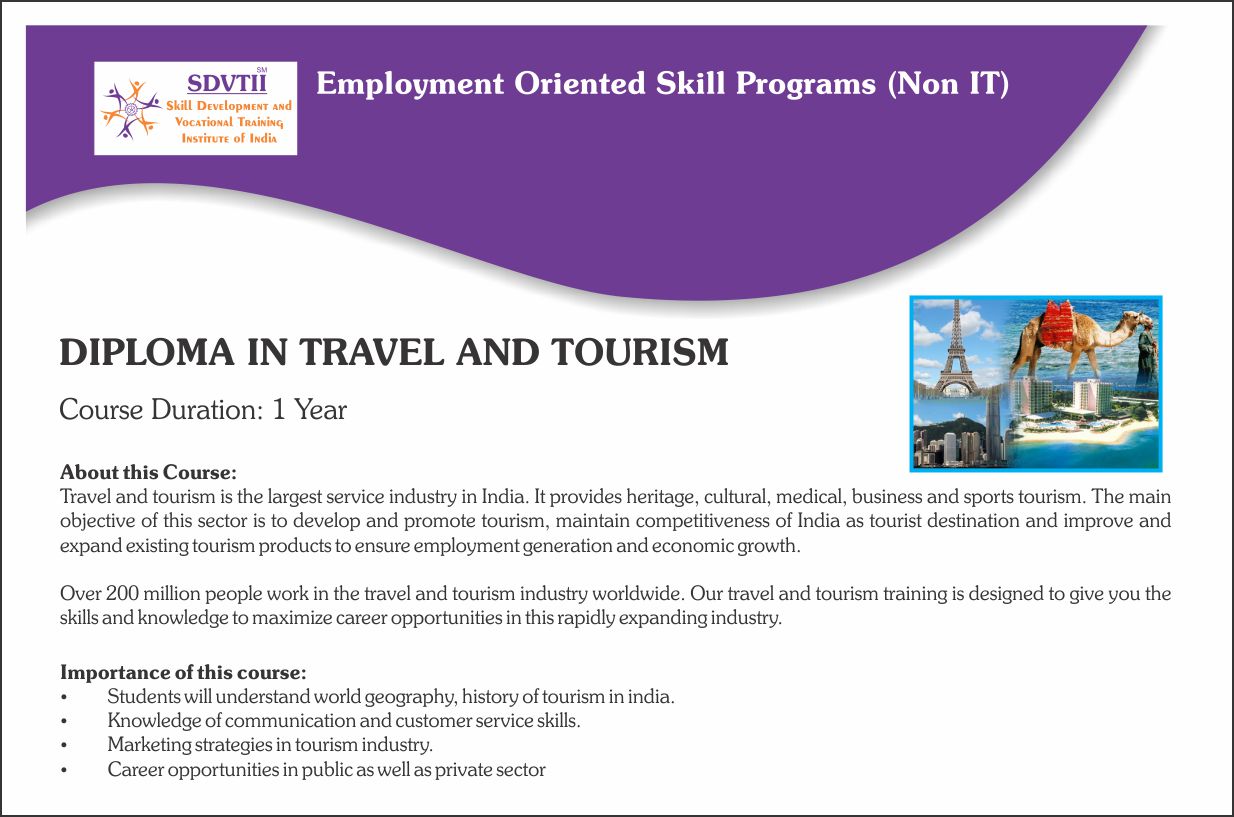 SDVTII SM
Skill Development and
Vocational Training
Institute of India
Employment Oriented Skill Programs (Non IT)
DIPLOMA IN TRAVEL AND TOURISM
Course Duration: 1 Year
About this Course:
Travel and tourism is the largest service industry in India. It provides heritage, cultural, medical, business and sports tourism. The main
objective of this sector is to develop and promote tourism, maintain competitiveness of India as tourist destination and improve and
expand existing tourism products to ensure employment generation and economic growth.
Over 200 million people work in the travel and tourism industry worldwide. Our travel and tourism training is designed to give you the
skills and knowledge to maximize career opportunities in this rapidly expanding industry.
Importance of this course:
• Students will understand world geography, history of tourism in india.
• Knowledge of communication and customer service skills.
• Marketing strategies in tourism industry.
• Career opportunities in public as well as private sector